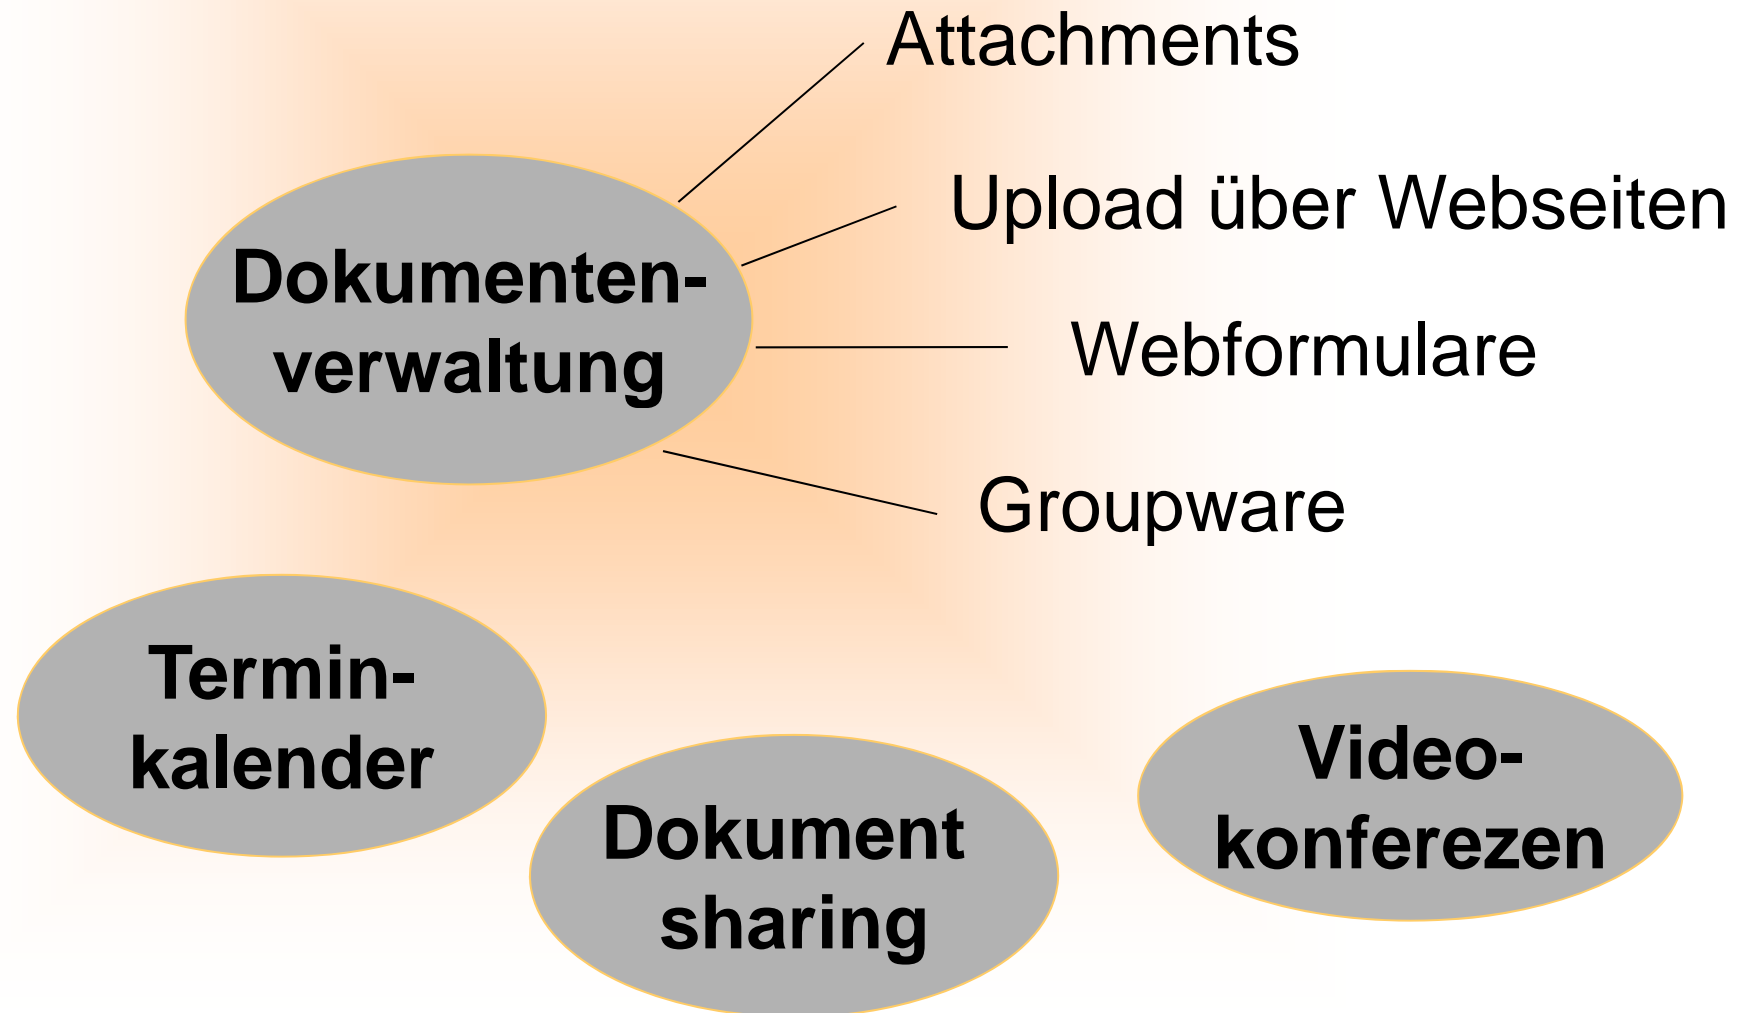 Attachments
Upload über Webseiten
Dokumenten-
verwaltung
Webformulare
Groupware
Termin-
kalender
Dokument
sharing
Video-
konferezen